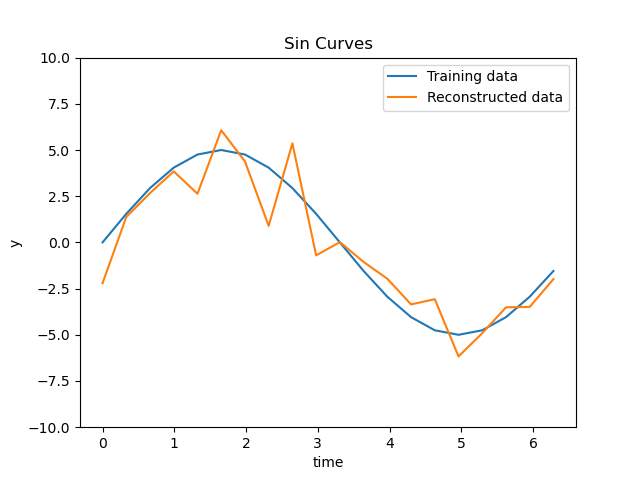 Sin Curves
Training data
Reconstructed data
10.0
7.5
5.0
2.5
0.0
−2.5
−5.0
−7.5
−10.0
y
0 1 2 3 4 5 6
time